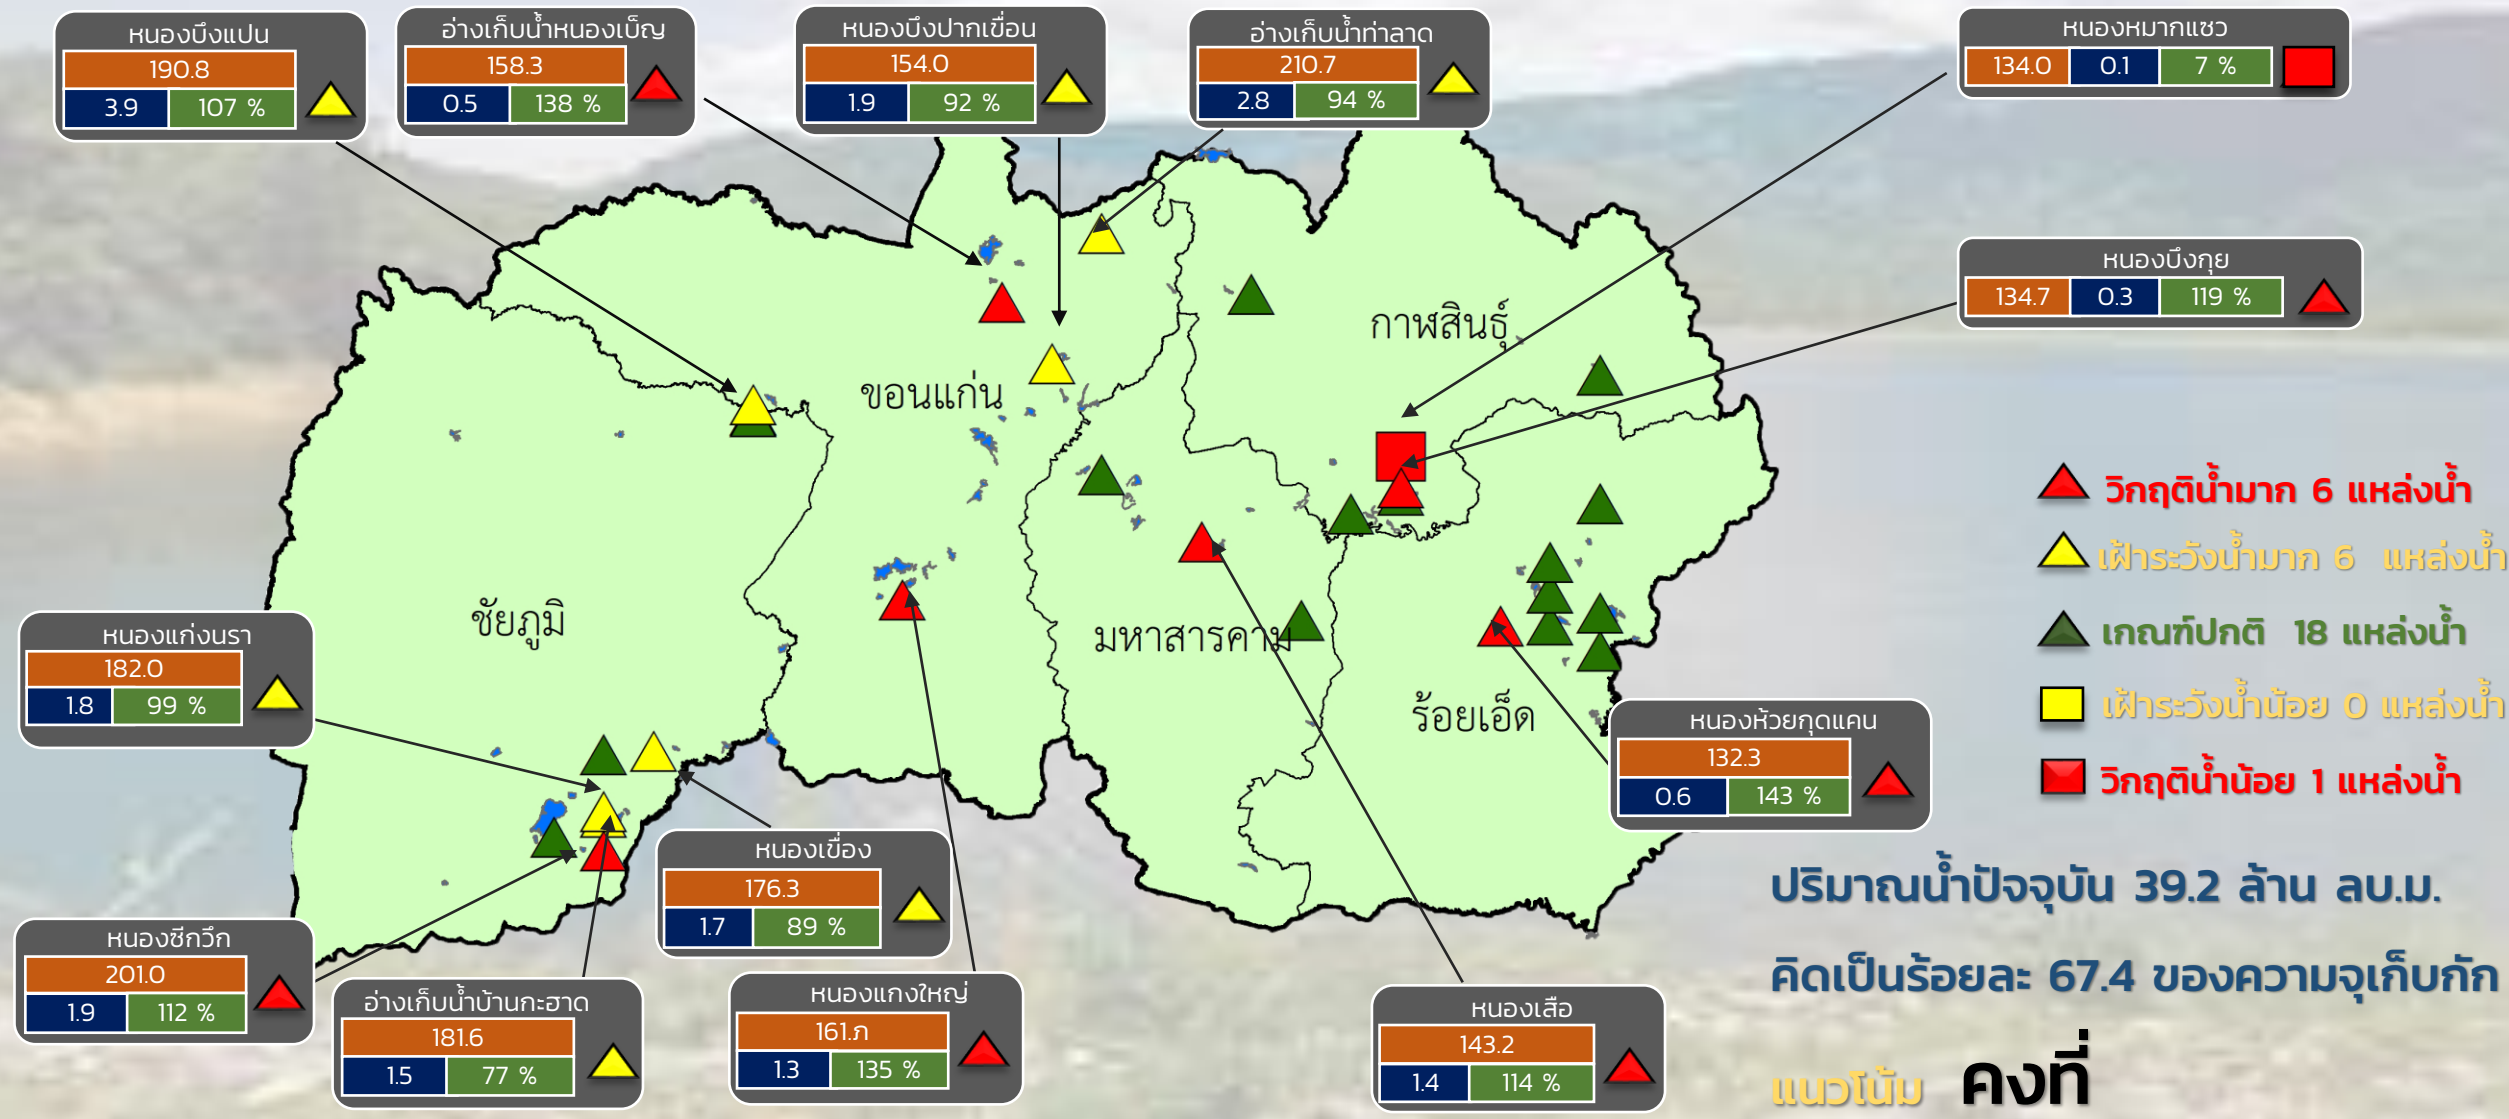 หนองบึงแปน
190.8
3.9 107 %
อ่างเก็บน้ำหนองเบ็ญ
158.3
0.5 138 %
หนองบึงปากเขื่อน
154.0
1.9 92 %
อ่างเก็บน้ำท่าลาด
210.7
2.8 94 %
หนองหมากแซว
134.0 0.1 7 %
หนองบึงกุย
134.7 0.3 119 %
กาฬสินธุ์
ขอนแก่น
ชัยภูมิ
มหาสารคาม
ร้อยเอ็ด
วิกฤติน้ำมาก 6 แหล่งน้ำ
เฝ้าระวังน้ำมาก 6 แหล่งน้ำ
เกณฑ์ปกติ 18 แหล่งน้ำ
เฝ้าระวังน้ำน้อย 0 แหล่งน้ำ
วิกฤติน้ำน้อย 1 แหล่งน้ำ
หนองแก่งนรา
182.0
1.8 99 %
หนองห้วยกุดแคน
132.3
0.6 143 %
หนองเขื่อง
176.3
1.7 89 %
หนองซีกวึก
201.0
1.9 112 %
อ่างเก็บน้ำบ้านกะฮาด
181.6
1.5 77 %
หนองแกงใหญ่
161.ภ
1.3 135 %
หนองเสือ
143.2
1.4 114 %
ปริมาณน้ำปัจจุบัน 39.2 ล้าน ลบ.ม.
คิดเป็นร้อยละ 67.4 ของความจุเก็บกัก
แนวโน้ม คงที่